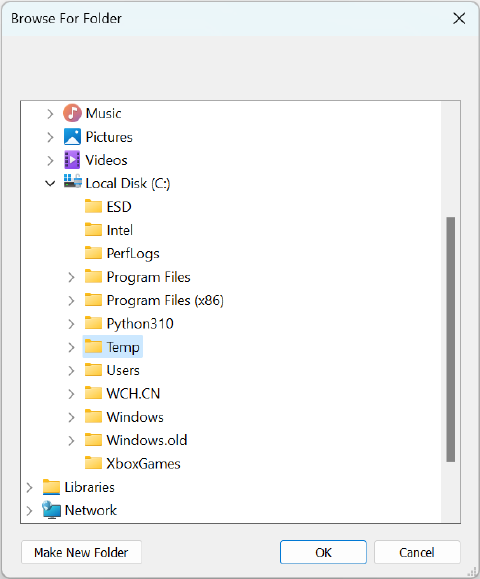 Browse For Folder
Music
Pictures
Videos
Local Disk (C:)
ESD
Intel
PerfLogs
Program Files
Program Files (x86)
Python310
Temp
Users
WCH.CN
Windows
Windows.old
XboxGames
Libraries
Network
Make New Folder OK Cancel